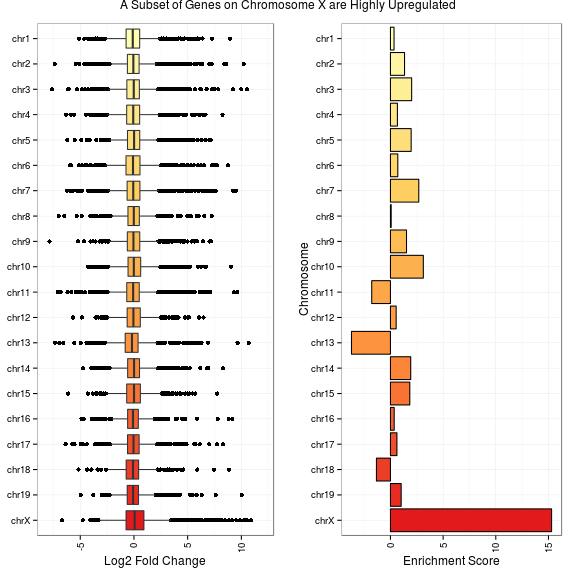 A Subset of Genes on Chromosome X are Highly Upregulated
chr1
chr2
chr3
chr4
chr5
chr6
chr7
chr8
chr9
chr10
chr11
chr12
chr13
chr14
chr15
chr16
chr17
chr18
chr19
chrX
-5
0
5
10
Log2 Fold Change
Chromosome
chr1
chr2
chr3
chr4
chr5
chr6
chr7
chr8
chr9
chr10
chr11
chr12
chr13
chr14
chr15
chr16
chr17
chr18
chr19
chrX
0
5
10
15
Enrichment Score